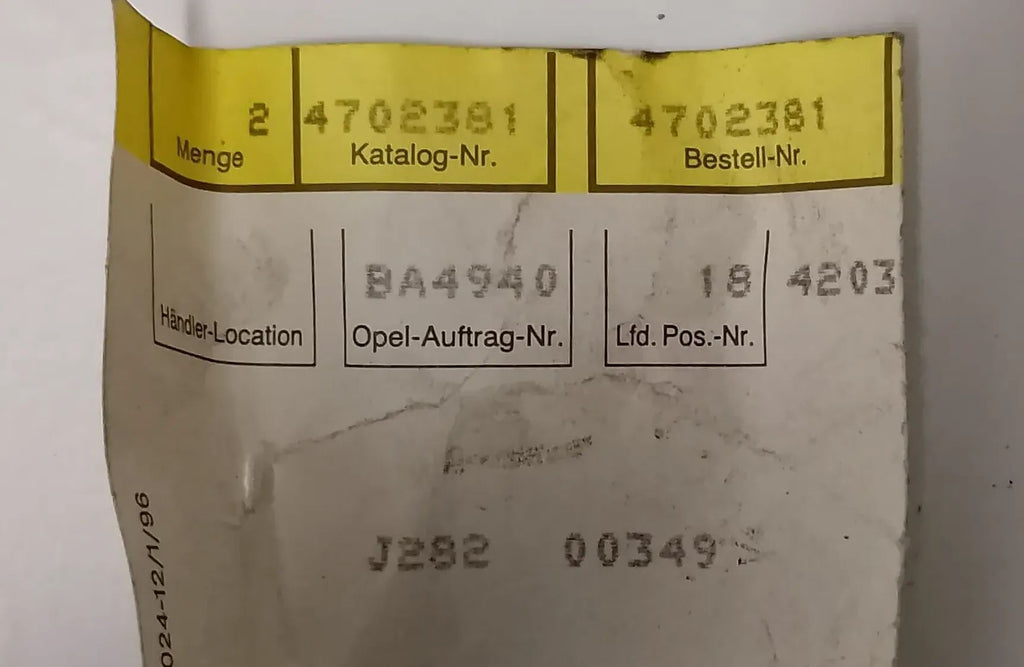 2 4702381 4702381
Menge Katalog-Nr. Bestell-Nr.
BA4940 18 4203
Händler-Location Opel-Auftrag-Nr. Lfd. Pos.-Nr.
J282 00349
024-12/1/96